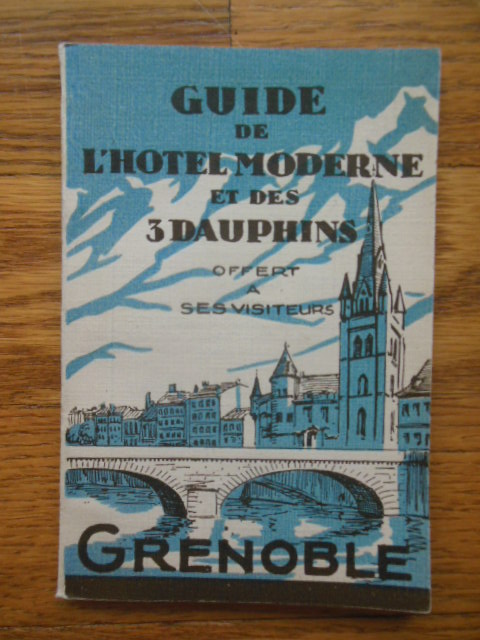 GUIDE
DE
L'HOTEL MODERNE
ET DES
3 DAUPHINS
OFFERT
A
SES VISITEURS
GRENOBLE